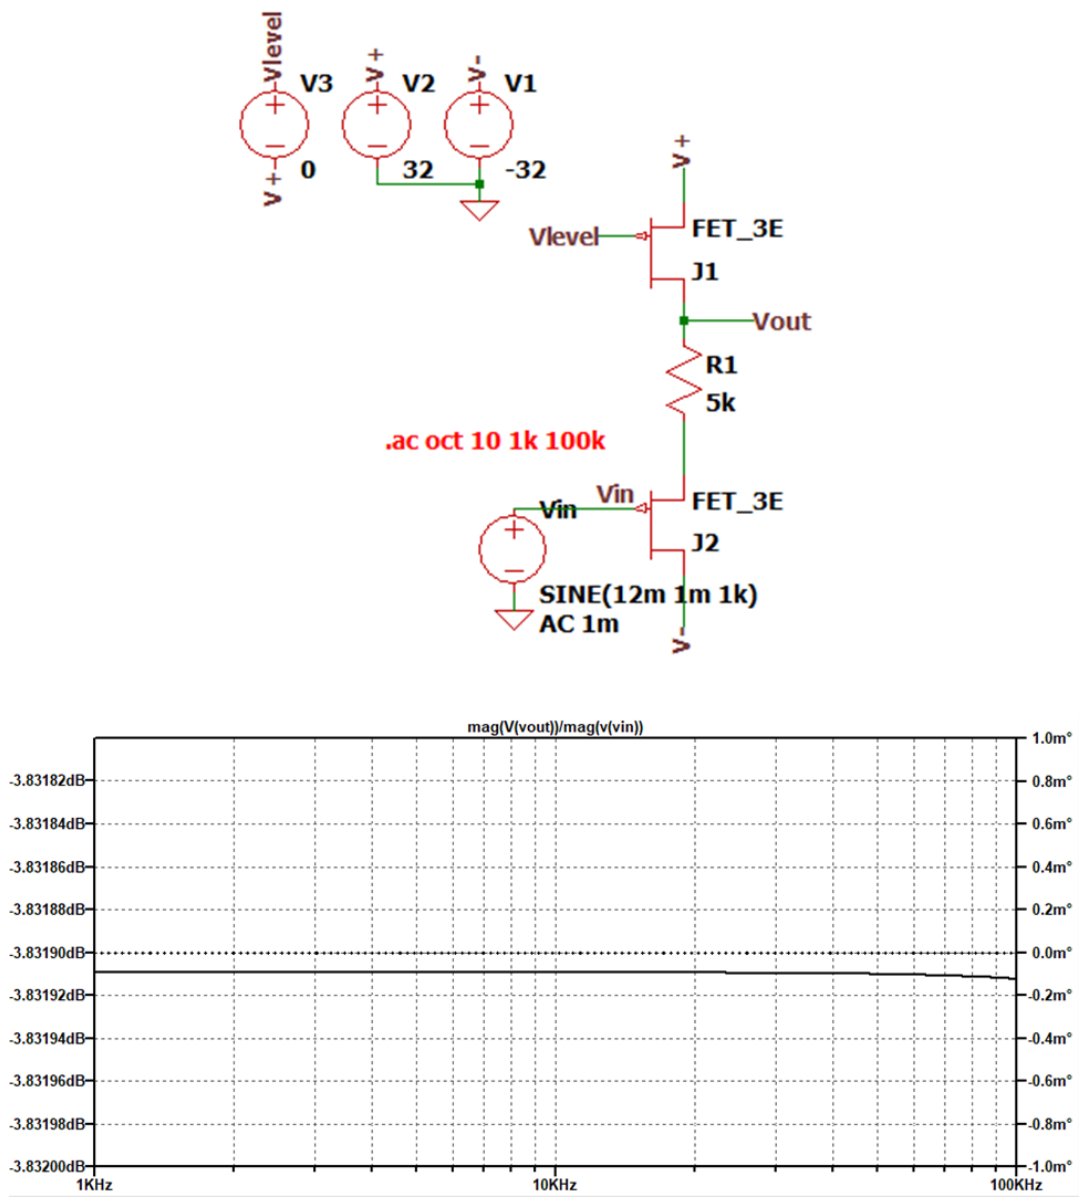 Vlevel
V+
V-
V3
V2
V1
0
32
-32
V+
V+
FET_3E
Vlevel
J1
Vout
R1
5k
.ac oct 10 1k 100k
Vin
Vin
FET_3E
J2
SINE(12m 1m 1k)
AC 1m
V-
mag(V(vout))/mag(v(vin))
1.0m°
-3.83182dB
0.8m°
-3.83184dB
0.6m°
-3.83186dB
0.4m°
-3.83188dB
0.2m°
-3.83190dB
0.0m°
-3.83192dB
-0.2m°
-3.83194dB
-0.4m°
-3.83196dB
-0.6m°
-3.83198dB
-0.8m°
-3.83200dB
-1.0m°
1KHz
10KHz
100KHz